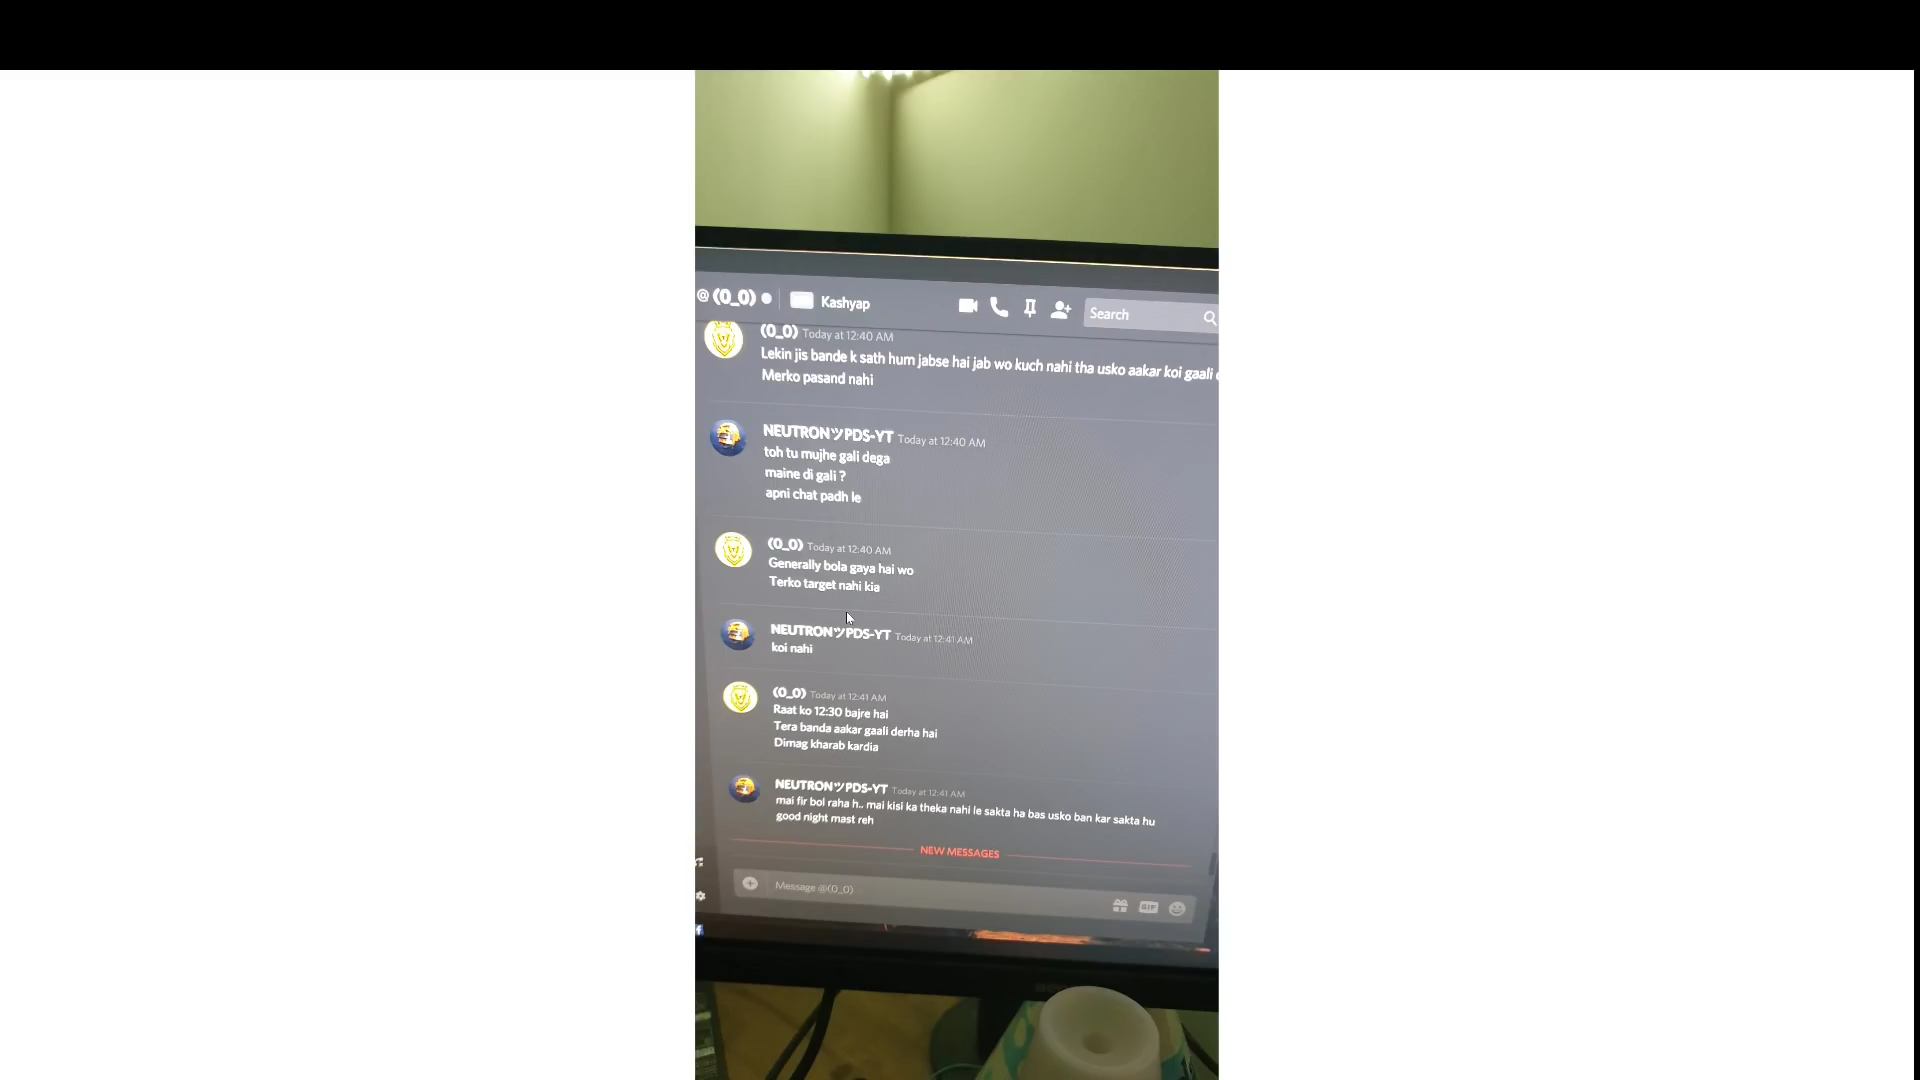 @ (0_0)
Kashyap
Search
(0_0) Today at 12:40 AM
Lekin jis bande k sath hum jabse hai jab wo kuch nahi tha usko aakar koi gaali
Merko pasand nahi
NEUTRONツPDS-YT Today at 12:40 AM
toh tu mujhe gali dega
maine di gali ?
apni chat padh le
(0_0) Today at 12:40 AM
Generally bola gaya hai wo
Terko target nahi kia
NEUTRONツPDS-YT Today at 12:41 AM
koi nahi
(0_0) Today at 12:41 AM
Raat ko 12:30 bajre hai
Tera banda aakar gaali derha hai
Dimag kharab kardia
NEUTRONツPDS-YT Today at 12:41 AM
mai fir bol raha h.. mai kisi ka theka nahi le sakta ha bas usko ban kar sakta hu
good night mast reh
NEW MESSAGES
Message @(0_0)
GIF